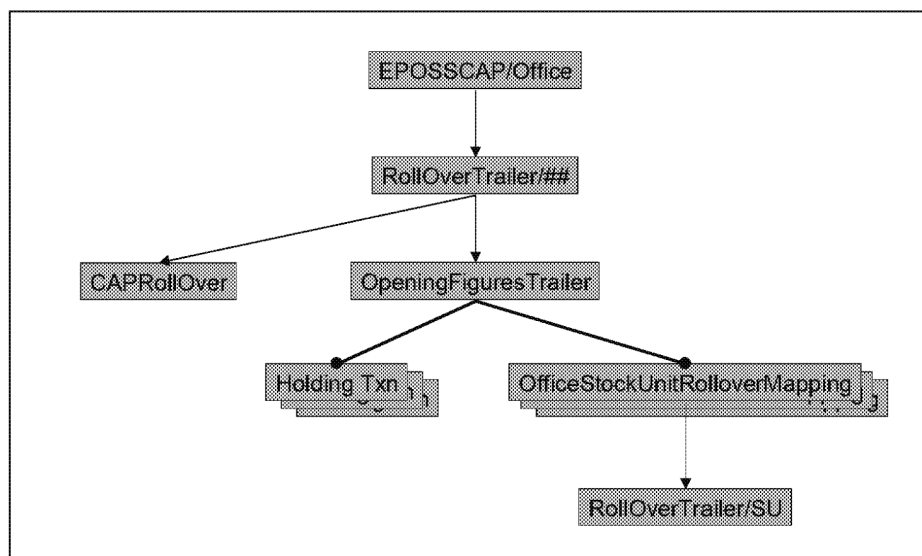 EPOSSCAP/Office
RollOverTrailer/##
CAPRollOver
OpeningFiguresTrailer
Holding Txn
OfficeStockUnitRolloverMapping
RollOverTrailer/SU